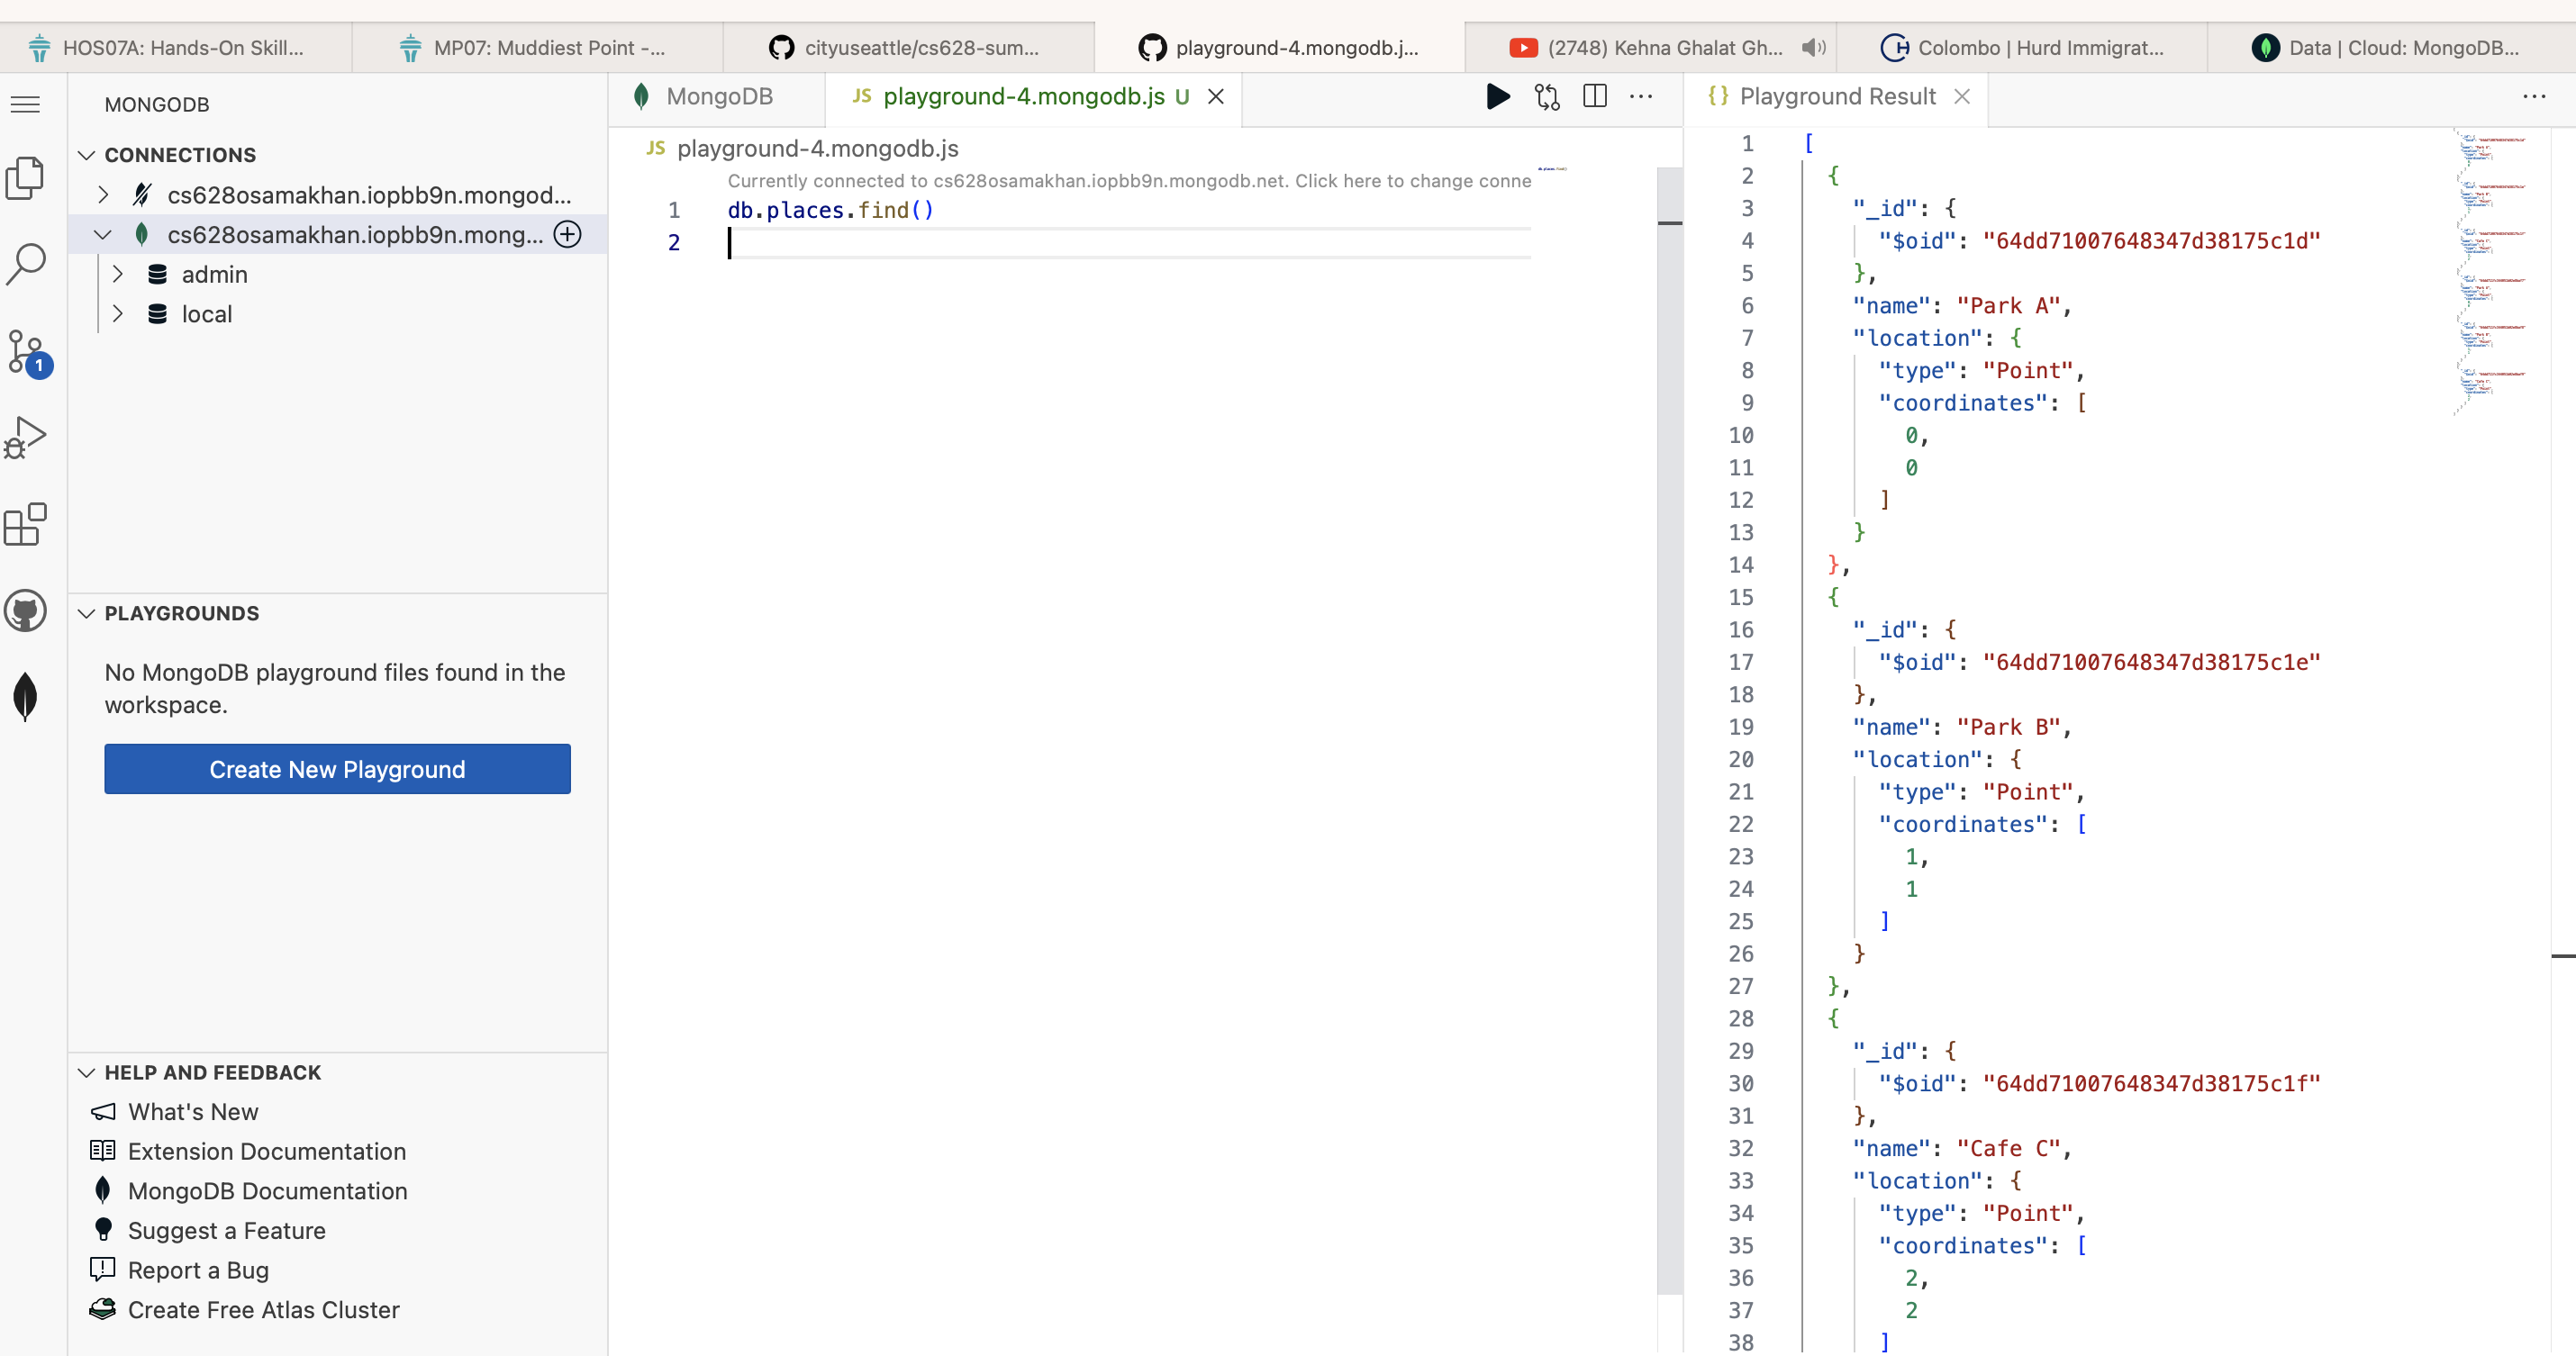 HOS07A: Hands-On Skill...
MP07: Muddiest Point -...
cityuseattle/cs628-sum...
playground-4.mongodb.j...
(2748) Kehna Ghalat Gh...
Colombo | Hurd Immigrat...
Data | Cloud: MongoDB...
MONGODB
CONNECTIONS
cs628osamakhan.iopbb9n.mongod...
cs628osamakhan.iopbb9n.mong...
admin
local
1
PLAYGROUNDS
No MongoDB playground files found in the
workspace.
Create New Playground
HELP AND FEEDBACK
What's New
Extension Documentation
MongoDB Documentation
Suggest a Feature
Report a Bug
Create Free Atlas Cluster
MongoDB
JS playground-4.mongodb.js U
JS playground-4.mongodb.js
Currently connected to cs628osamakhan.iopbb9n.mongodb.net. Click here to change conne
1 db.places.find()
2
{} Playground Result
1 [
2 {
3 "_id": {
4 "$oid": "64dd71007648347d38175c1d"
5 },
6 "name": "Park A",
7 "location": {
8 "type": "Point",
9 "coordinates": [
10 0,
11 0
12 ]
13 }
14 },
15 {
16 "_id": {
17 "$oid": "64dd71007648347d38175c1e"
18 },
19 "name": "Park B",
20 "location": {
21 "type": "Point",
22 "coordinates": [
23 1,
24 1
25 ]
26 }
27 },
28 {
29 "_id": {
30 "$oid": "64dd71007648347d38175c1f"
31 },
32 "name": "Cafe C",
33 "location": {
34 "type": "Point",
35 "coordinates": [
36 2,
37 2
38 ]